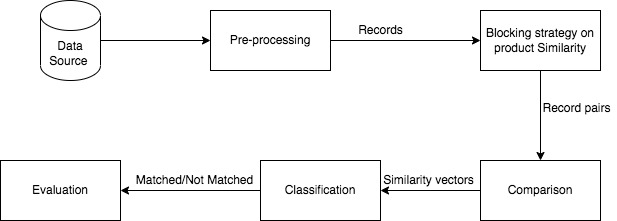 Data
Source
Pre-processing
Records
Blocking strategy on
product Similarity
Record pairs
Comparison
Similarity vectors
Classification
Matched/Not Matched
Evaluation